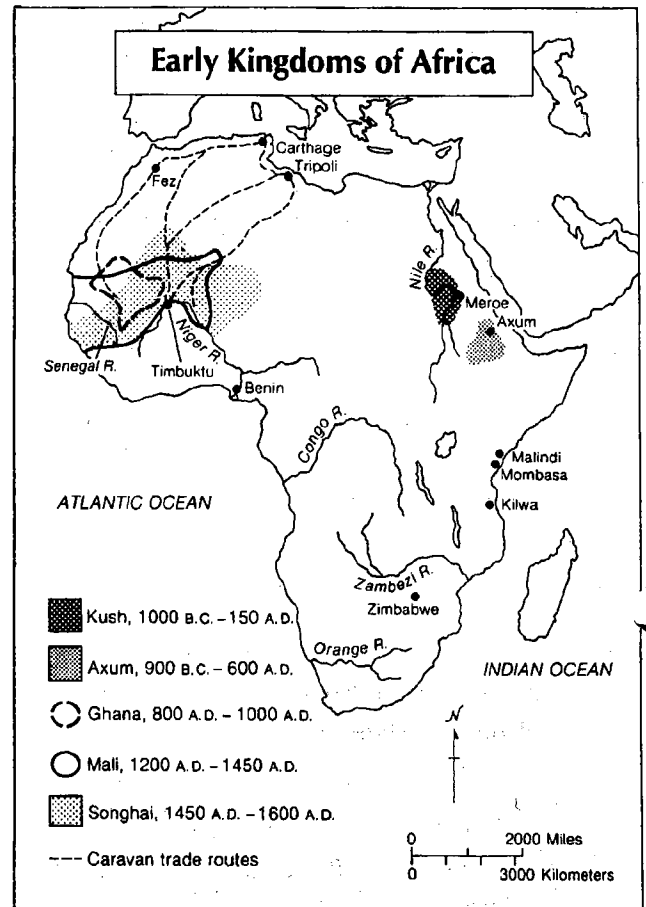 Early Kingdoms of Africa
Carthage
Tripoli
Fez
Nile R.
Meroe
Axum
Niger R.
Senegal R.
Timbuktu
Benin
Congo R.
Malindi
Mombasa
Kilwa
ATLANTIC OCEAN
Zambezi R.
Zimbabwe
Orange R.
INDIAN OCEAN
Kush, 1000 B.C. – 150 A.D.
Axum, 900 B.C. – 600 A.D.
Ghana, 800 A.D. – 1000 A.D.
Mali, 1200 A.D. – 1450 A.D.
Songhai, 1450 A.D. – 1600 A.D.
Caravan trade routes
N
0 2000 Miles
0 3000 Kilometers